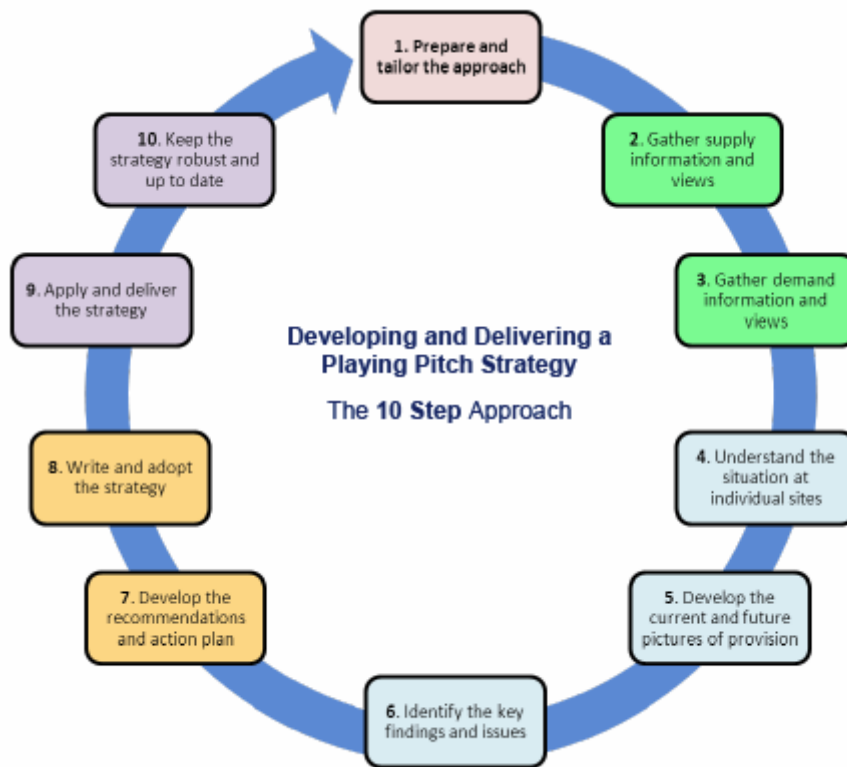 1. Prepare and
tailor the approach
2. Gather supply
information and
views
3. Gather demand
information and
views
4. Understand the
situation at
individual sites
5. Develop the
current and future
pictures of provision
6. Identify the key
findings and issues
7. Develop the
recommendations
and action plan
8. Write and adopt
the strategy
9. Apply and deliver
the strategy
10. Keep the
strategy robust and
up to date
Developing and Delivering a
Playing Pitch Strategy
The 10 Step Approach